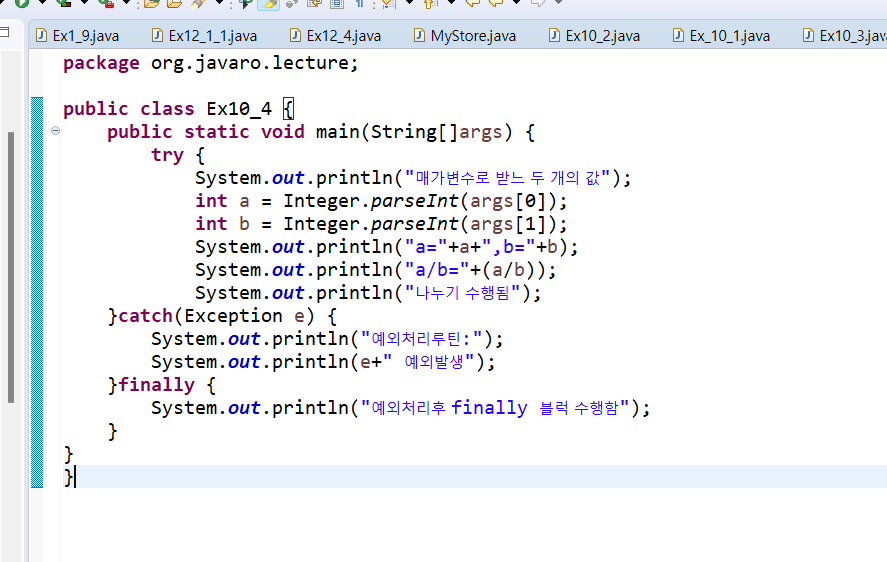 Ex1_9.java Ex12_1_1.java Ex12_4.java MyStore.java Ex10_2.java Ex_10_1.java Ex10_3.jav
package org.javaro.lecture;
public class Ex10_4 {
public static void main(String[]args) {
try {
System.out.println("매가변수로 받느 두 개의 값");
int a = Integer.parseInt(args[0]);
int b = Integer.parseInt(args[1]);
System.out.println("a="+a+",b="+b);
System.out.println("a/b="+(a/b));
System.out.println("나누기 수행됨");
}catch(Exception e) {
System.out.println("예외처리루틴:");
System.out.println(e+" 예외발생");
}finally {
System.out.println("예외처리후 finally 블럭 수행함");
}
}
}